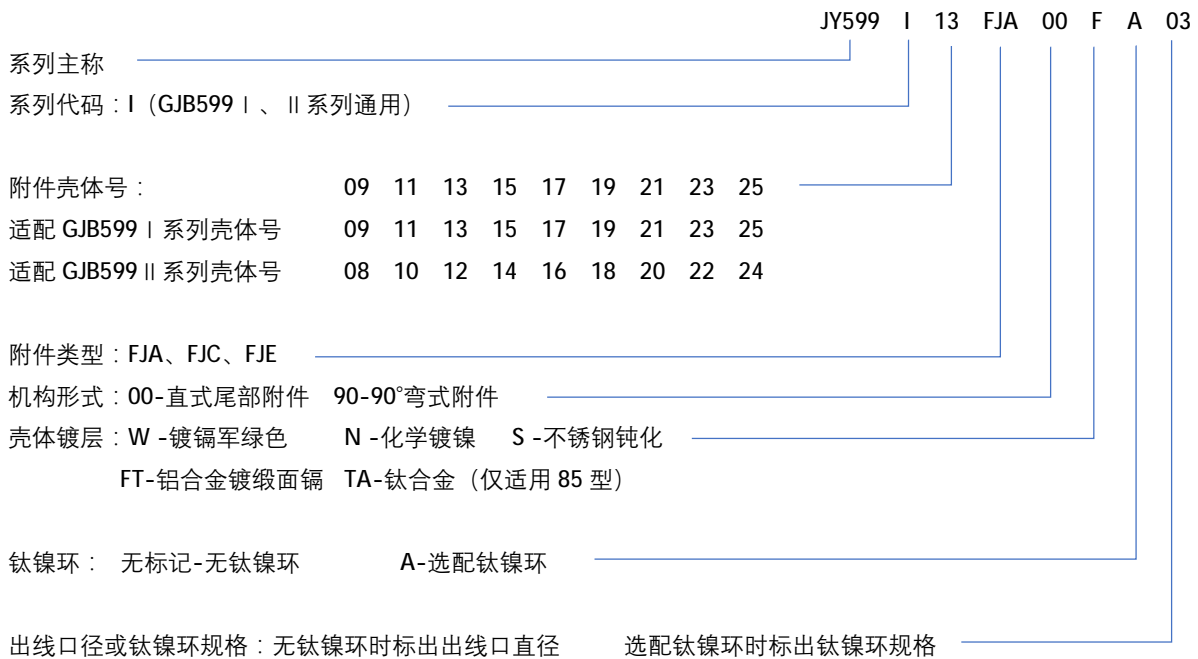 JY599 I 13 FJA 00 F A 03
系列主称
系列代码：I（GJB599Ⅰ、Ⅱ系列通用）
附件壳体号： 09 11 13 15 17 19 21 23 25
适配 GJB599Ⅰ系列壳体号 09 11 13 15 17 19 21 23 25
适配 GJB599Ⅱ系列壳体号 08 10 12 14 16 18 20 22 24
附件类型：FJA、FJC、FJE
机构形式：00-直式尾部附件 90-90°弯式附件
壳体镀层：W -镀镉军绿色 N -化学镀镍 S -不锈钢钝化
FT-铝合金镀缎面镉 TA-钛合金（仅适用 85 型）
钛镍环： 无标记-无钛镍环 A-选配钛镍环
出线口径或钛镍环规格：无钛镍环时标出出线口直径 选配钛镍环时标出钛镍环规格